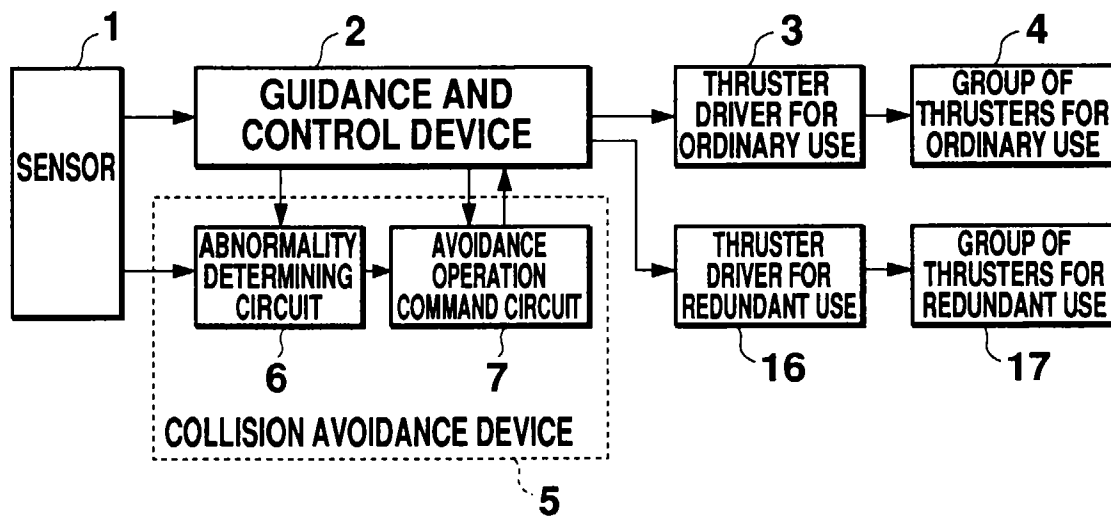 1
2
3
4
SENSOR
GUIDANCE AND
CONTROL DEVICE
THRUSTER
DRIVER FOR
ORDINARY USE
GROUP OF
THRUSTERS FOR
ORDINARY USE
ABNORMALITY
DETERMINING
CIRCUIT
AVOIDANCE
OPERATION
COMMAND CIRCUIT
THRUSTER
DRIVER FOR
REDUNDANT USE
GROUP OF
THRUSTERS FOR
REDUNDANT USE
6
7
16
17
COLLISION AVOIDANCE DEVICE
5